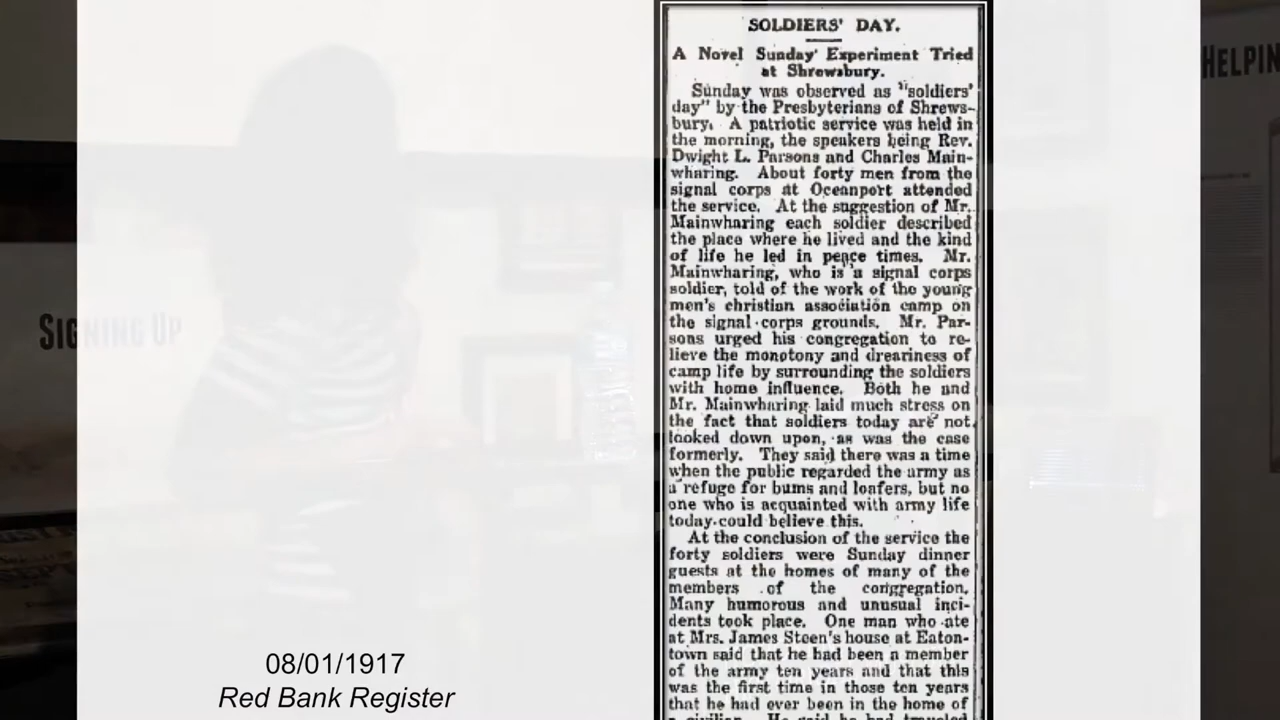 SOLDIERS' DAY.
A Novel Sunday Experiment Tried
at Shrewsbury.
Sunday was observed as "soldiers'
day" by the Presbyterians of Shrews-
bury. A patriotic service was held in
the morning, the speakers being Rev.
Dwight L. Parsons and Charles Main-
wharing. About forty men from the
signal corps at Oceanport attended
the service. At the suggestion of Mr.
Mainwharing each soldier described
the place where he lived and the kind
of life he led in peace times. Mr.
Mainwharing, who is a signal corps
soldier, told of the work of the young
men's christian association camp on
the signal corps grounds. Mr. Par-
sons urged his congregation to re-
lieve the monotony and dreariness of
camp life by surrounding the soldiers
with home influence. Both he and
Mr. Mainwharing laid much stress on
the fact that soldiers today are not
looked down upon, as was the case
formerly. They said there was a time
when the public regarded the army as
a refuge for bums and loafers, but no
one who is acquainted with army life
today could believe this.
At the conclusion of the service the
forty soldiers were Sunday dinner
guests at the homes of many of the
members of the congregation.
Many humorous and unusual inci-
dents took place. One man who ate
at Mrs. James Steen's house at Eaton-
town said that he had been a member
of the army ten years and that this
was the first time in those ten years
that he had ever been in the home of
08/01/1917
Red Bank Register
SIGNING UP
HELPIN